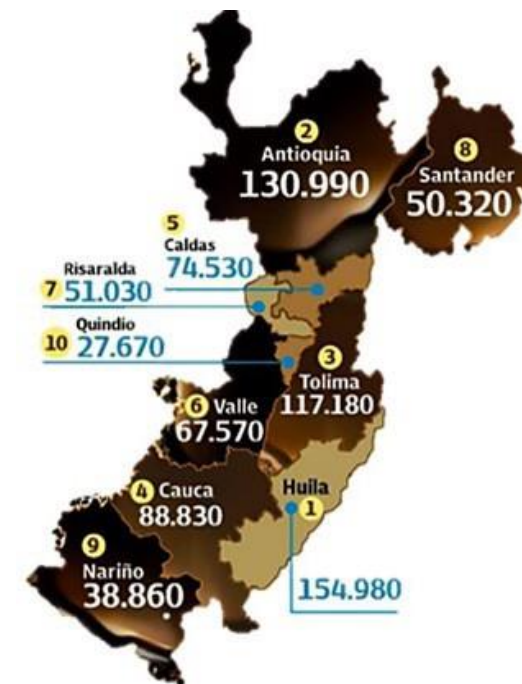 2
Antioquia
130.990
8
Santander
50.320
5
Caldas
74.530
Risaralda
7 51.030
Quindío
10 27.670
3
Tolima
117.180
6 Valle
67.570
4 Cauca
88.830
Huila
1
154.980
9
Nariño
38.860